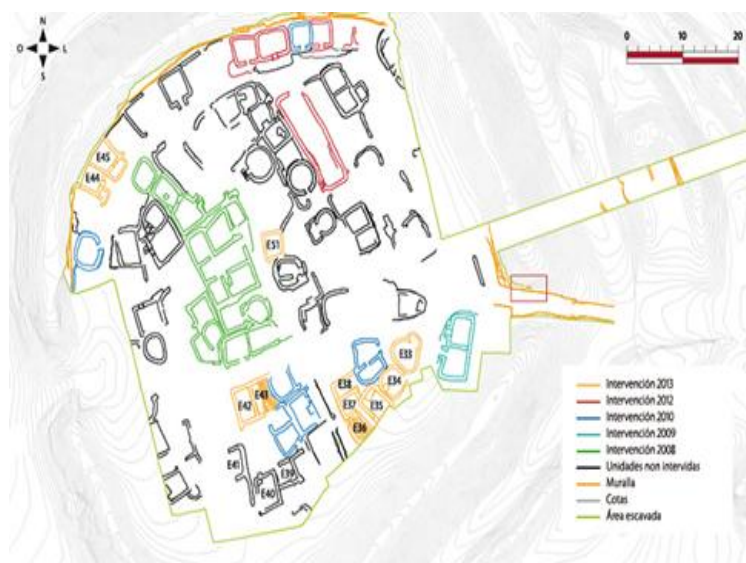 N
O L
S
0 10 20
E45
E44
E51
E33
E38
E34
E37
E35
E43
E42
E36
E41
E39
E40
Intervención 2013
Intervención 2012
Intervención 2010
Intervención 2009
Intervención 2008
Unidades non intervidas
Muralla
Cotas
Área escavada